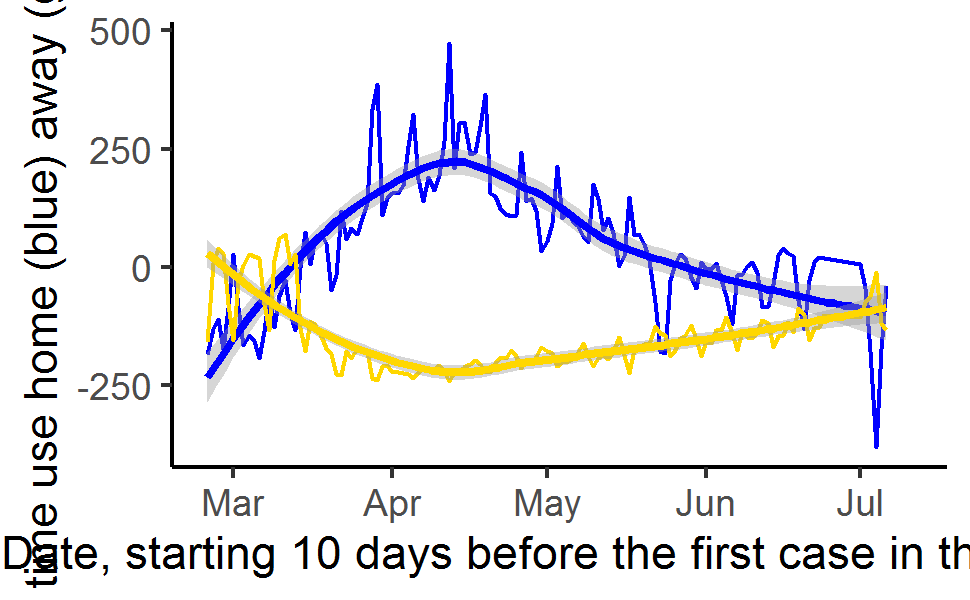 time use home (blue) away (
500
250
0
-250
Mar Apr May Jun Jul
Date, starting 10 days before the first case in th